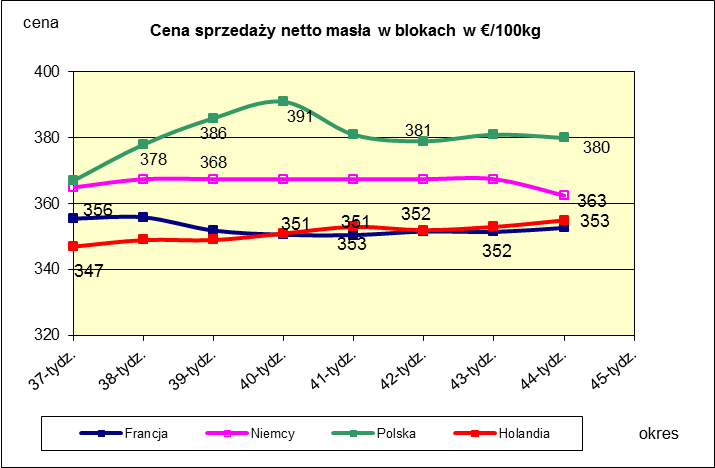 cena
Cena sprzedaży netto masła w blokach w €/100kg
400
380
360
340
320
391
386
381
378
380
368
363
356
353
351
351
352
353
352
347
37-tydz.
38-tydz.
39-tydz.
40-tydz.
41-tydz.
42-tydz.
43-tydz.
44-tydz.
45-tydz.
Francja
Niemcy
Polska
Holandia
okres